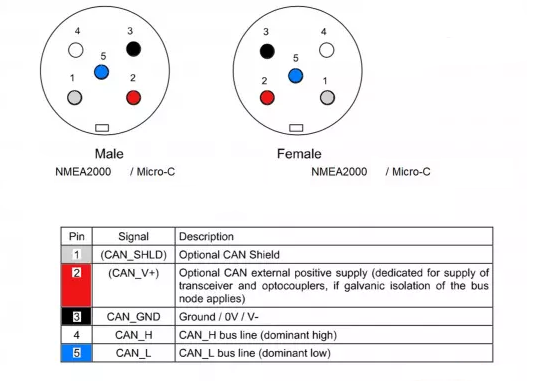 4 3 3 4
5 5
1 2 2 1
Male Female
NMEA2000 / Micro-C NMEA2000 / Micro-C
Pin Signal Description
1 (CAN_SHLD) Optional CAN Shield
2 (CAN_V+) Optional CAN external positive supply (dedicated for supply of
transceiver and optocouplers, if galvanic isolation of the bus
node applies)
3 CAN_GND Ground / 0V / V-
4 CAN_H CAN_H bus line (dominant high)
5 CAN_L CAN_L bus line (dominant low)